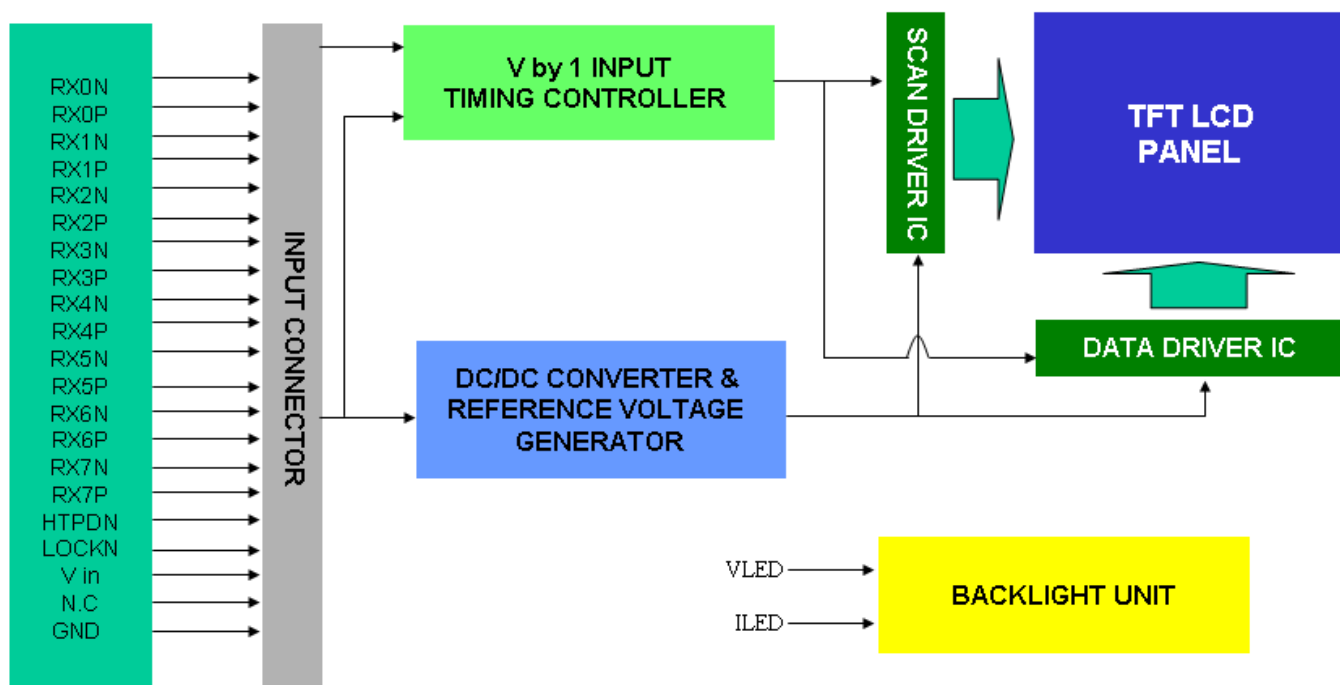 RX0N
RX0P
RX1N
RX1P
RX2N
RX2P
RX3N
RX3P
RX4N
RX4P
RX5N
RX5P
RX6N
RX6P
RX7N
RX7P
HTPDN
LOCKN
V in
N.C
GND
INPUT CONNECTOR
V by 1 INPUT
TIMING CONTROLLER
DC/DC CONVERTER &
REFERENCE VOLTAGE
GENERATOR
SCAN DRIVER IC
TFT LCD
PANEL
DATA DRIVER IC
VLED
ILED
BACKLIGHT UNIT